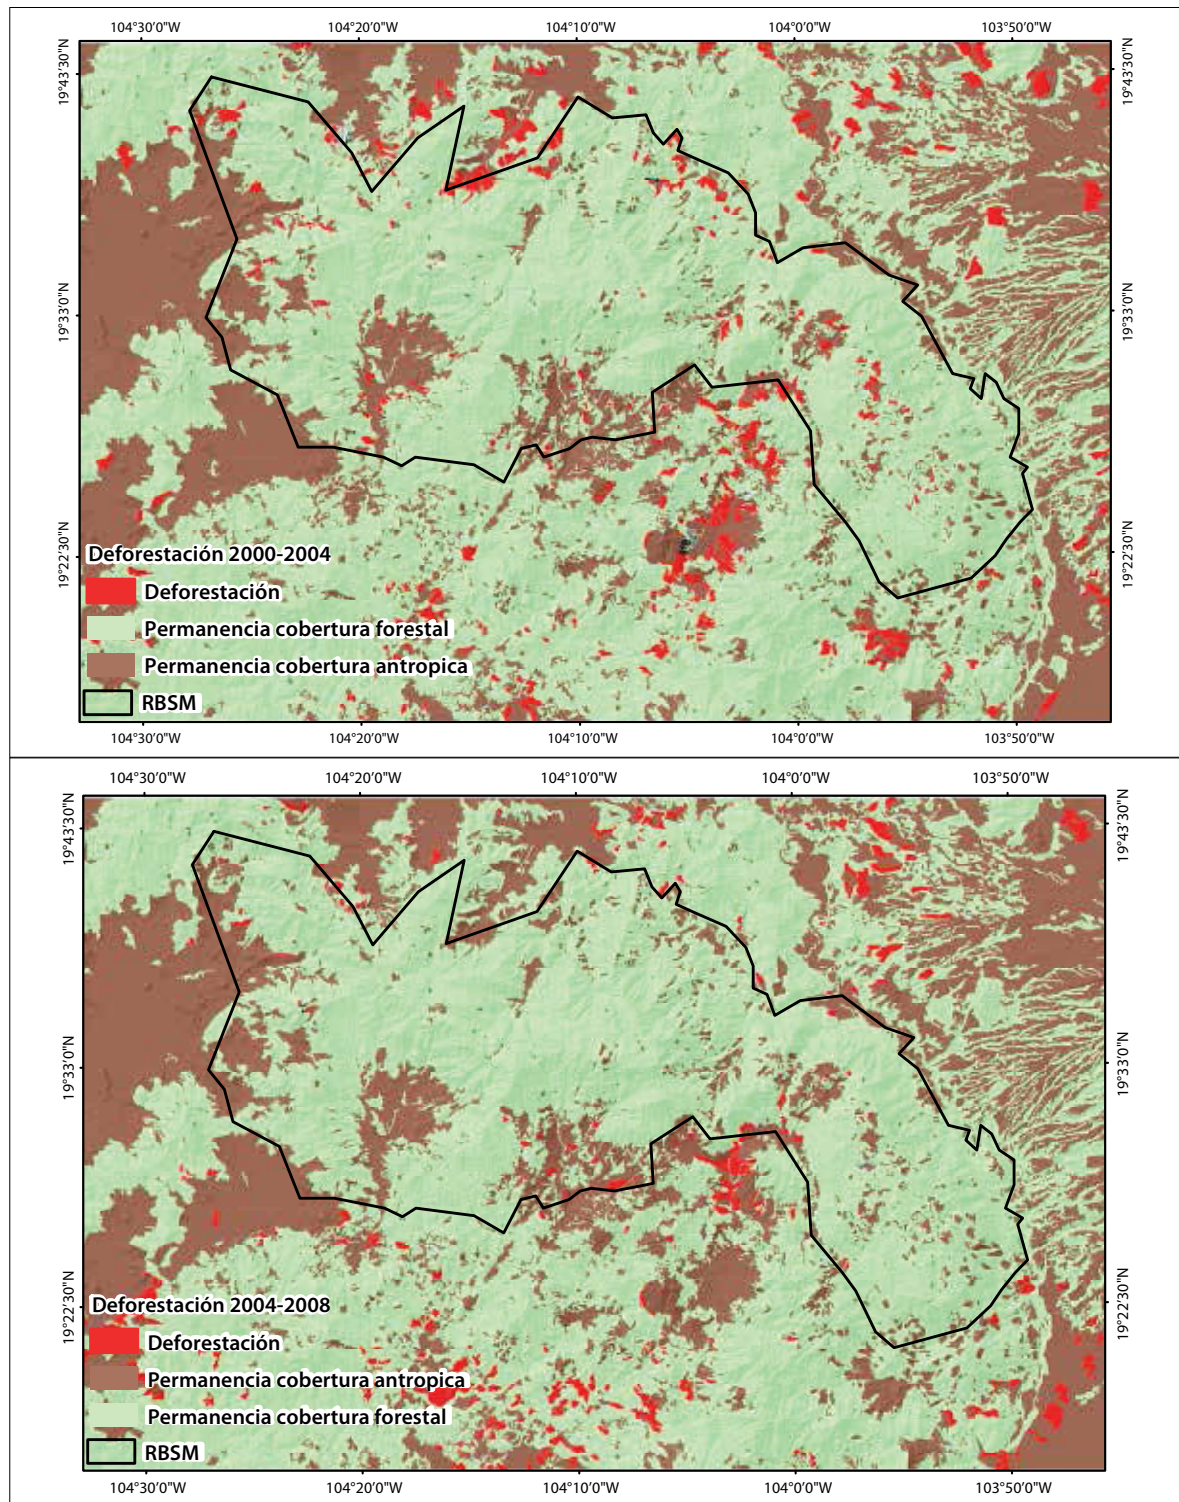 104°30′0″W 104°20′0″W 104°10′0″W 104°0′0″W 103°50′0″W
19°43′30″N 19°43′30″N
19°33′0″N 19°33′0″N
19°22′30″N 19°22′30″N
Deforestación 2000-2004
Deforestación
Permanencia cobertura forestal
Permanencia cobertura antropica
RBSM
104°30′0″W 104°20′0″W 104°10′0″W 104°0′0″W 103°50′0″W
104°30′0″W 104°20′0″W 104°10′0″W 104°0′0″W 103°50′0″W
19°43′30″N 19°43′30″N
19°33′0″N 19°33′0″N
19°22′30″N 19°22′30″N
Deforestación 2004-2008
Deforestación
Permanencia cobertura antropica
Permanencia cobertura forestal
RBSM
104°30′0″W 104°20′0″W 104°10′0″W 104°0′0″W 103°50′0″W